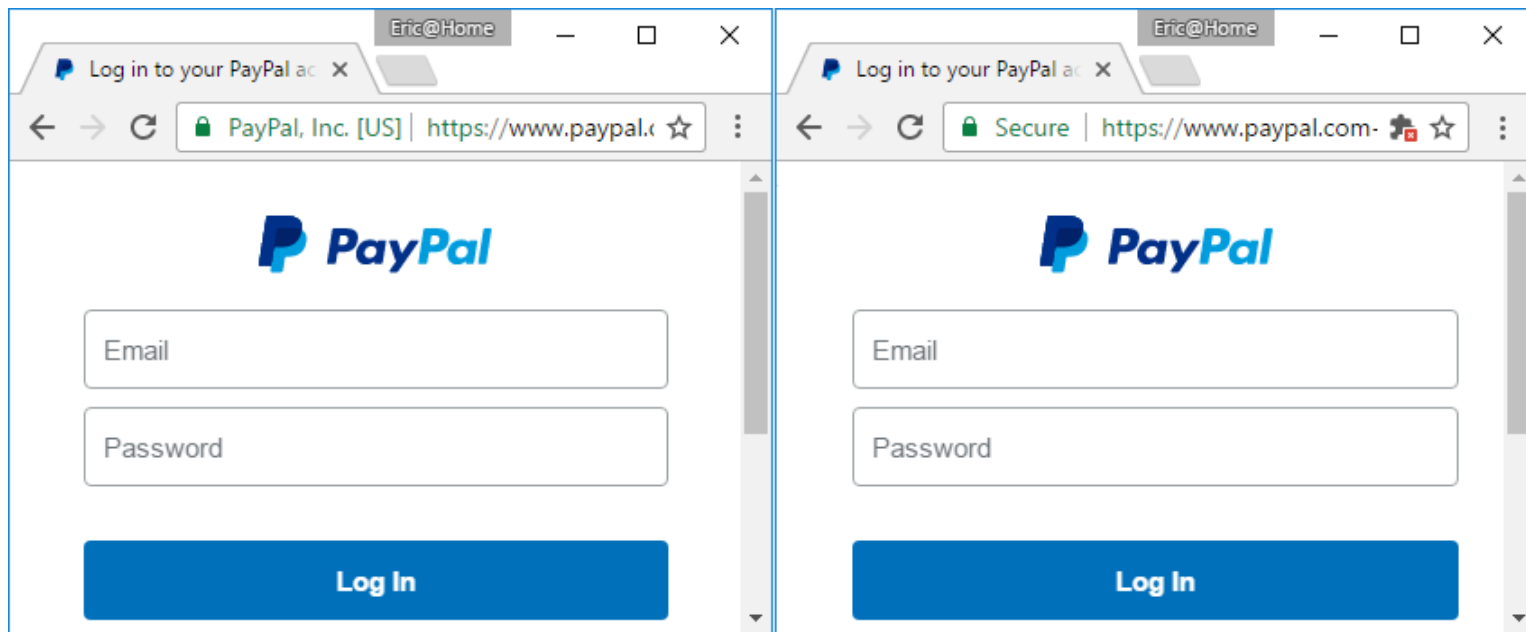 Eric@Home
Log in to your PayPal ac
PayPal, Inc. [US] https://www.paypal.c
PayPal
Email
Password
Log In
Eric@Home
Log in to your PayPal ac
Secure https://www.paypal.com-
PayPal
Email
Password
Log In